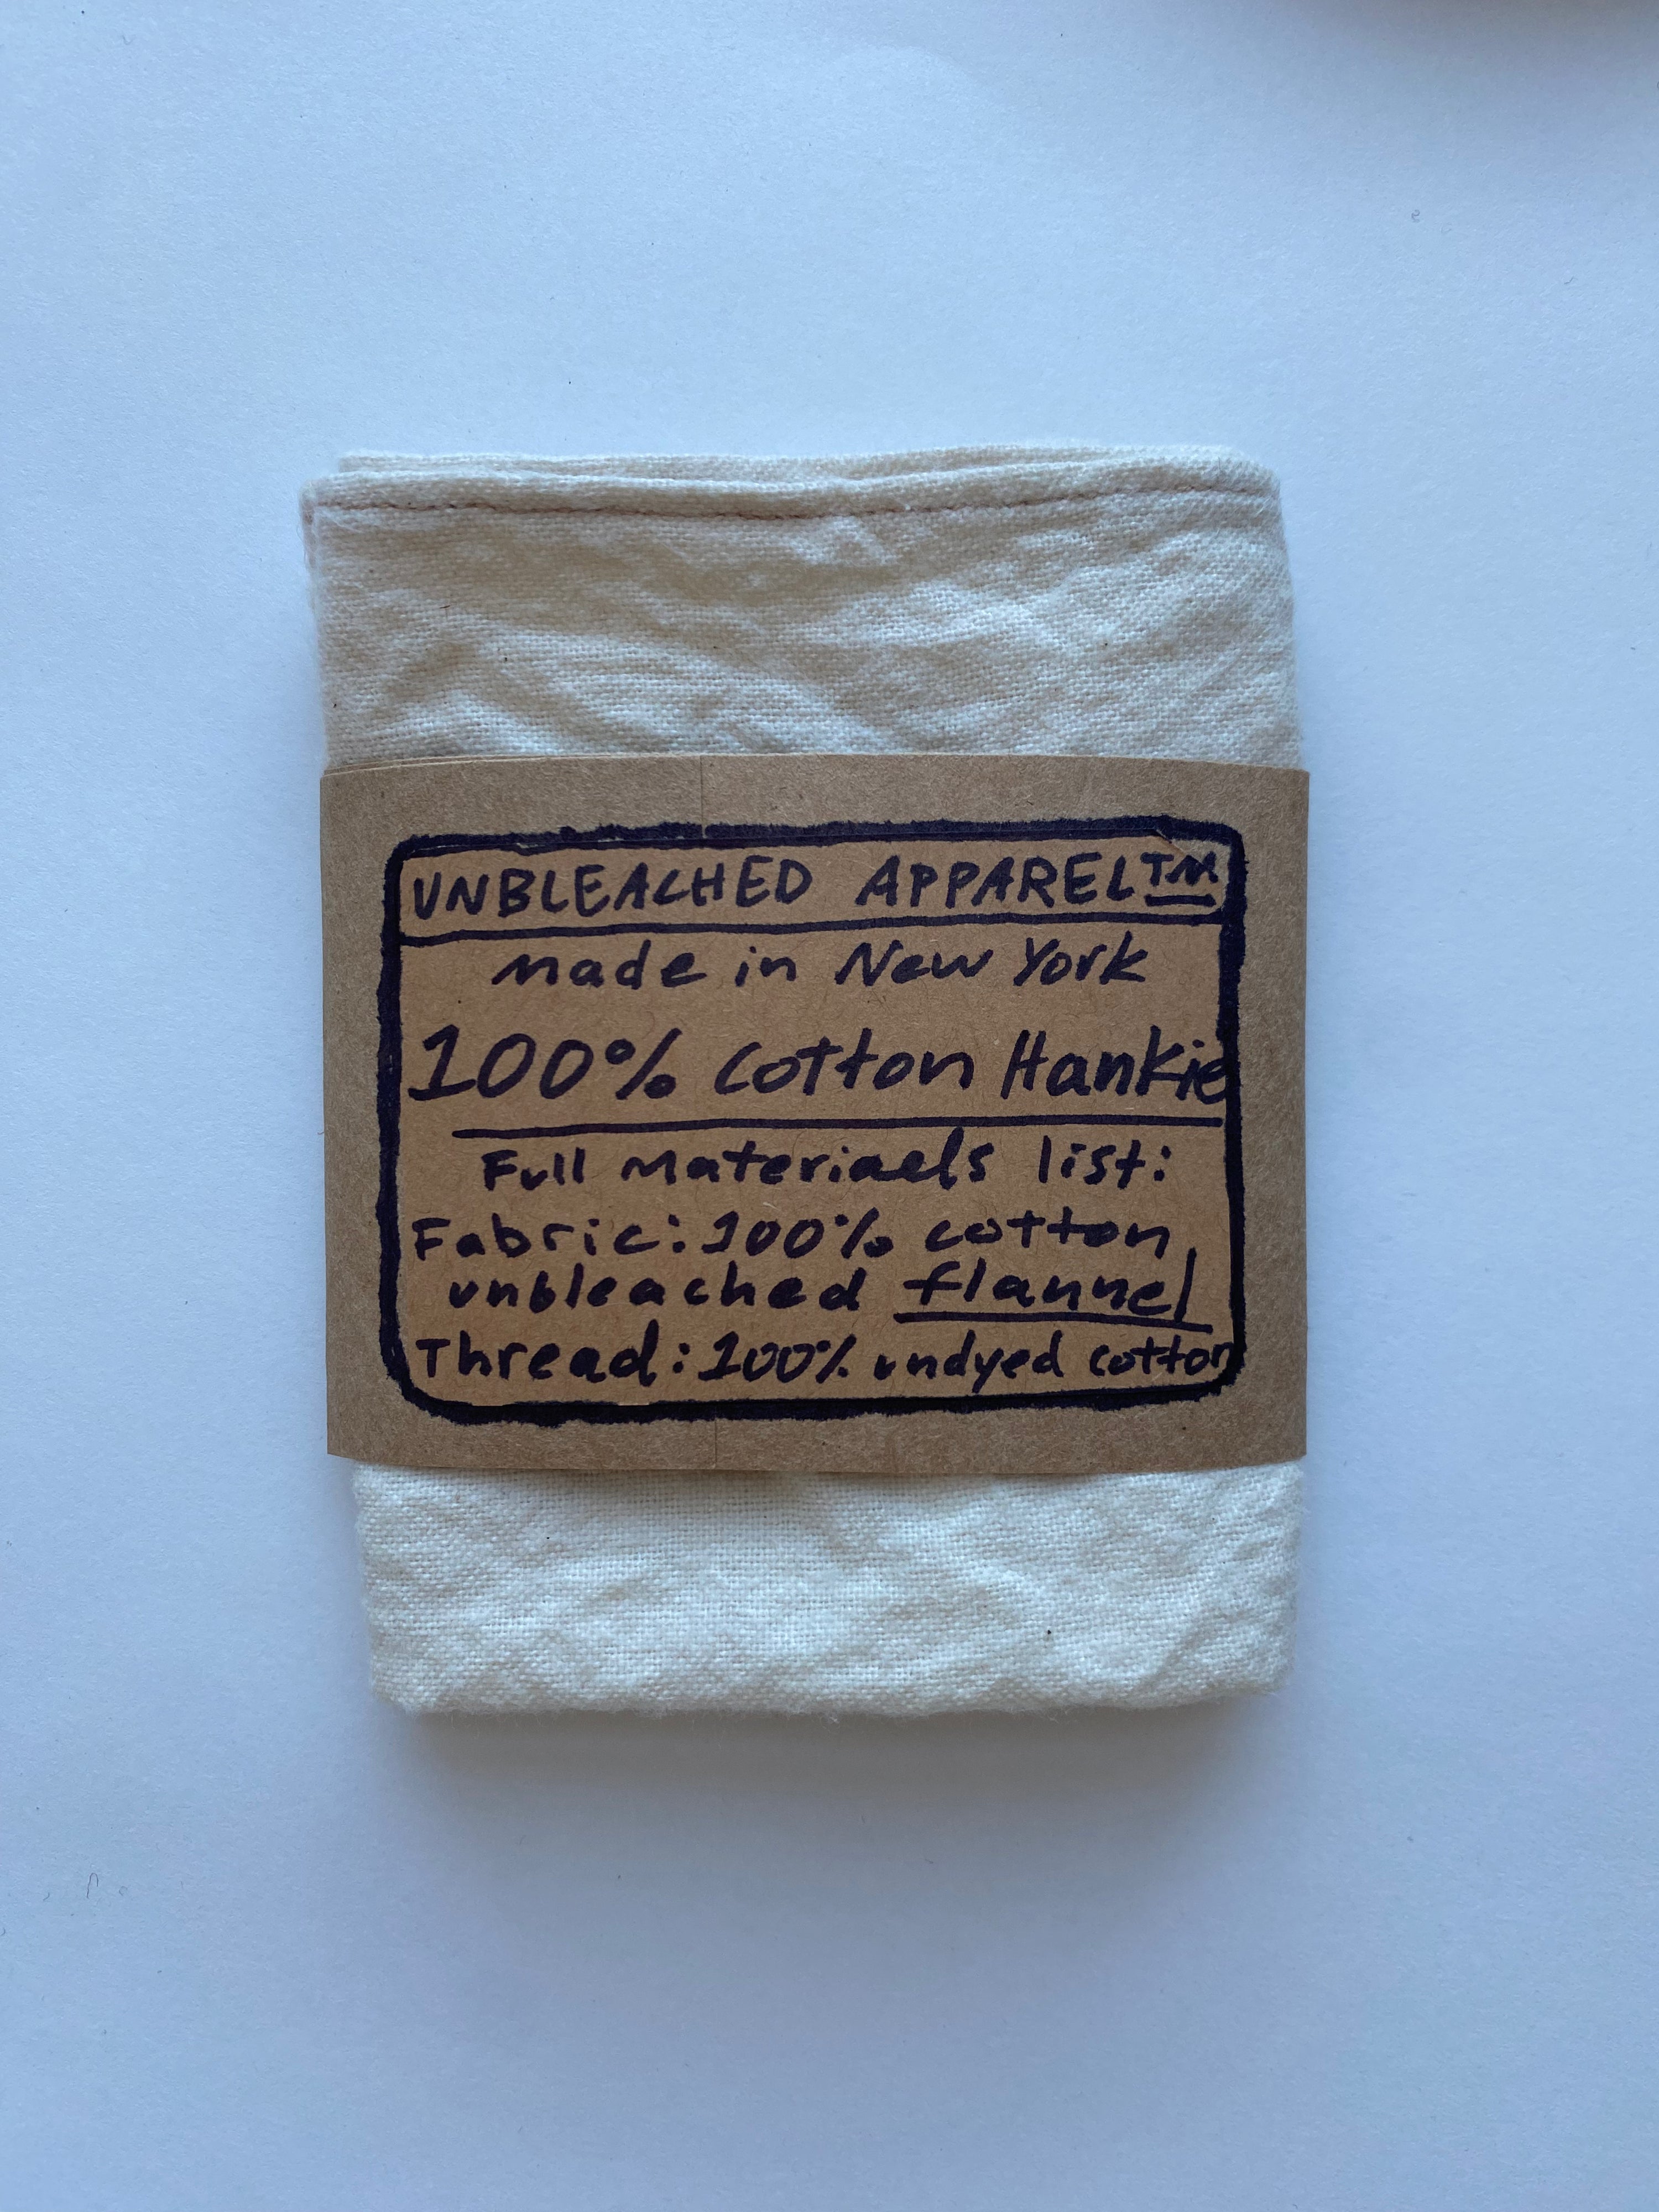 UNBLEACHED APPAREL™
made in New York
100% cotton Hankie
Full Materiaels list:
Fabric: 100% cotton
unbleached flannel
Thread: 100% undyed cotton